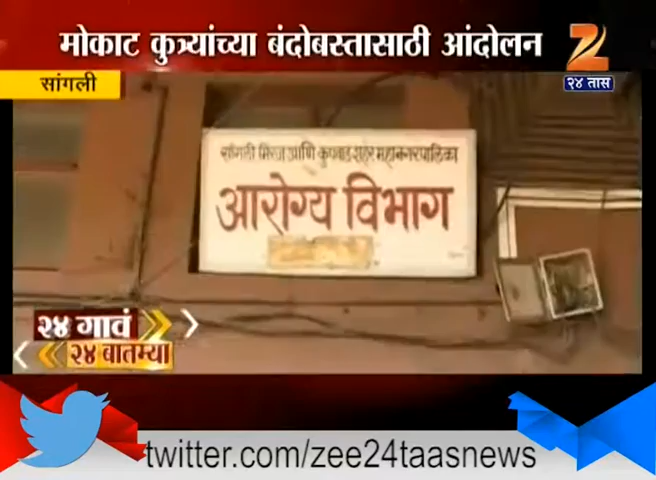 मोकाट कुत्र्यांच्या बंदोबस्तासाठी आंदोलन
२४ तास
सांगली
सांगली मिरज आणि कुपवाड शहर महानगरपालिका
आरोग्य विभाग
२४ गावं
२४ बातम्या
twitter.com/zee24taasnews